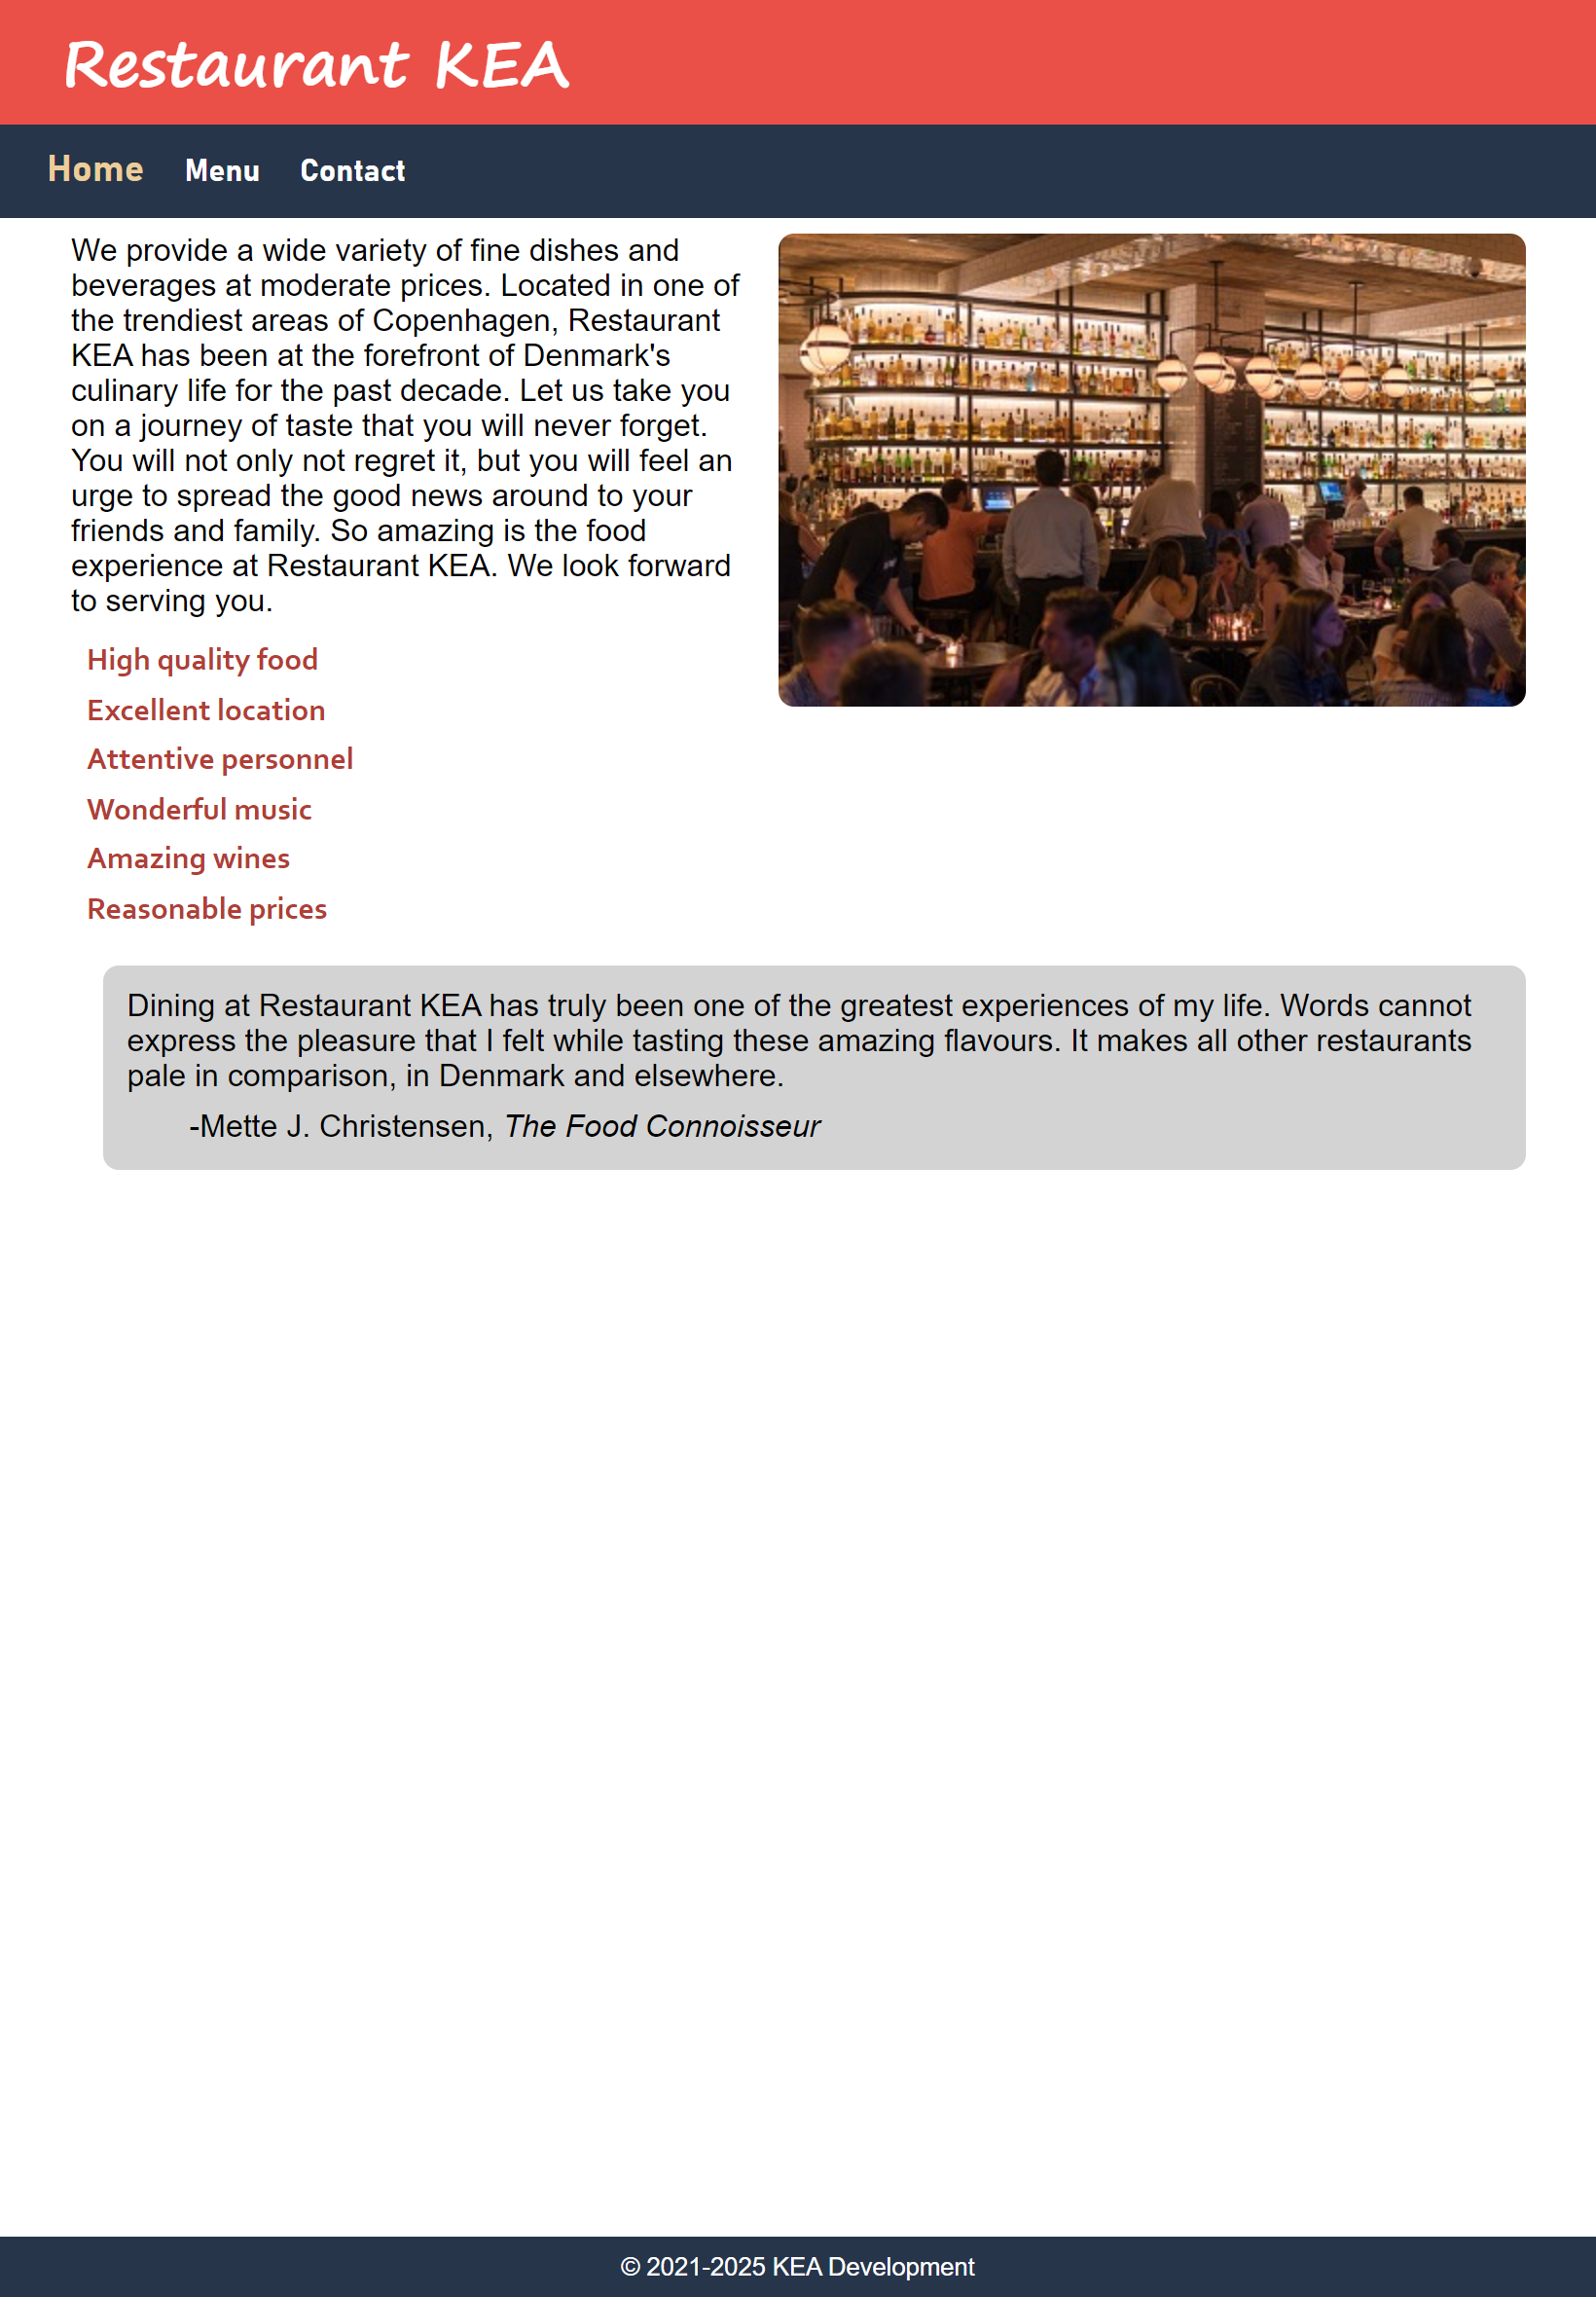 Restaurant KEA
Home Menu Contact
We provide a wide variety of fine dishes and
beverages at moderate prices. Located in one of
the trendiest areas of Copenhagen, Restaurant
KEA has been at the forefront of Denmark's
culinary life for the past decade. Let us take you
on a journey of taste that you will never forget.
You will not only not regret it, but you will feel an
urge to spread the good news around to your
friends and family. So amazing is the food
experience at Restaurant KEA. We look forward
to serving you.
High quality food
Excellent location
Attentive personnel
Wonderful music
Amazing wines
Reasonable prices
Dining at Restaurant KEA has truly been one of the greatest experiences of my life. Words cannot
express the pleasure that I felt while tasting these amazing flavours. It makes all other restaurants
pale in comparison, in Denmark and elsewhere.
-Mette J. Christensen, The Food Connoisseur
© 2021-2025 KEA Development